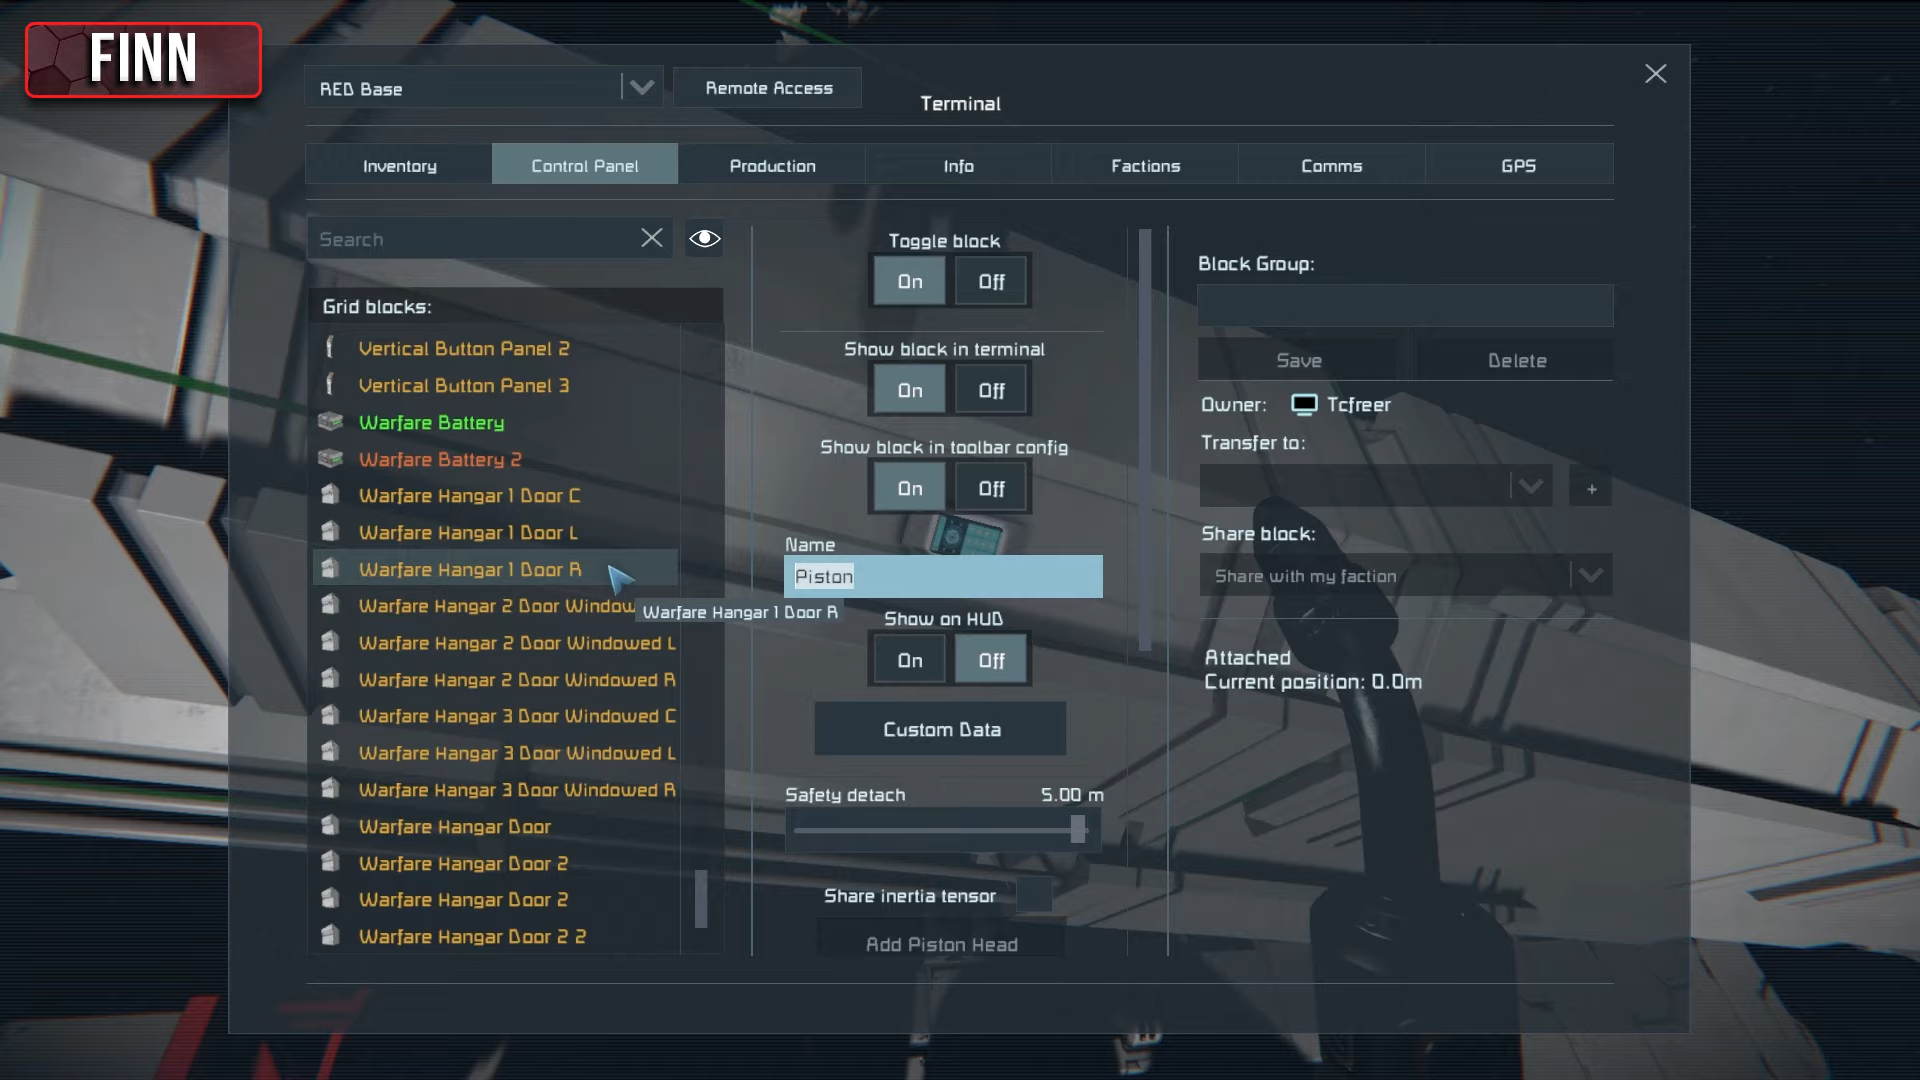 FINN
RED Base
Remote Access
Terminal
Inventory
Control Panel
Production
Info
Factions
Comms
GPS
Search
Grid blocks:
Vertical Button Panel 2
Vertical Button Panel 3
Warfare Battery
Warfare Battery 2
Warfare Hangar 1 Door C
Warfare Hangar 1 Door L
Warfare Hangar 1 Door R
Warfare Hangar 2 Door Window
Warfare Hangar 2 Door Windowed L
Warfare Hangar 2 Door Windowed R
Warfare Hangar 3 Door Windowed C
Warfare Hangar 3 Door Windowed L
Warfare Hangar 3 Door Windowed R
Warfare Hangar Door
Warfare Hangar Door 2
Warfare Hangar Door 2
Warfare Hangar Door 2 2
Warfare Hangar 1 Door R
Toggle block
On Off
Show block in terminal
On Off
Show block in toolbar config
On Off
Name
Piston
Show on HUD
On Off
Custom Data
Safety detach 5.00 m
Share inertia tensor
Add Piston Head
Block Group:
Save
Delete
Owner: Tcfreer
Transfer to:
+
Share block:
Share with my faction
Attached
Current position: 0.0m